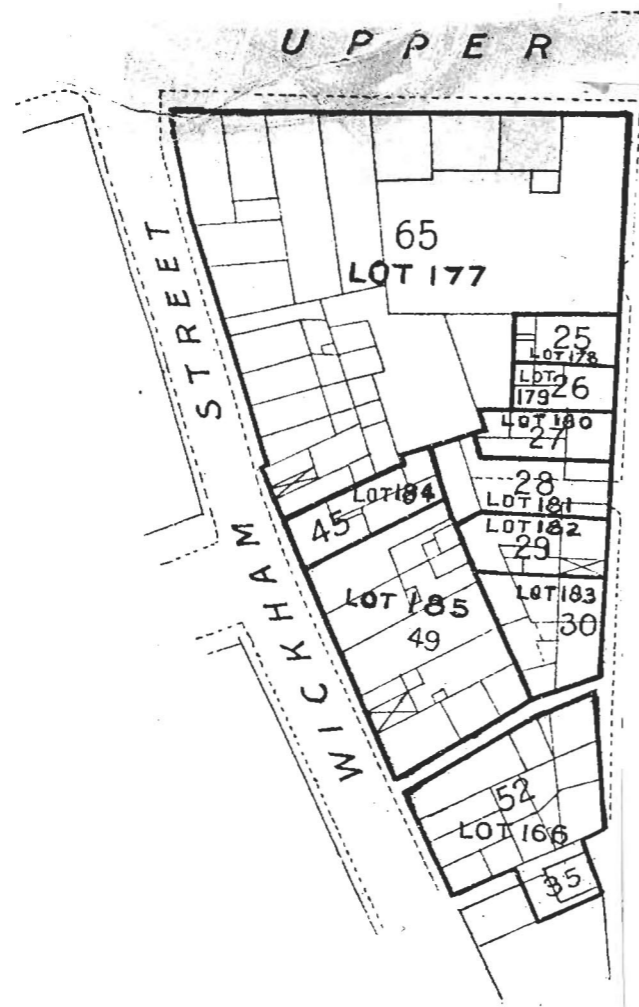 UPPER
65
LOT 177
25
LOT 178
LOT
179
26
LOT 180
27
28
LOT 181
LOT 182
29
LOT 183
30
LOT 184
45
LOT 185
49
52
LOT 166
35
WICKHAM STREET